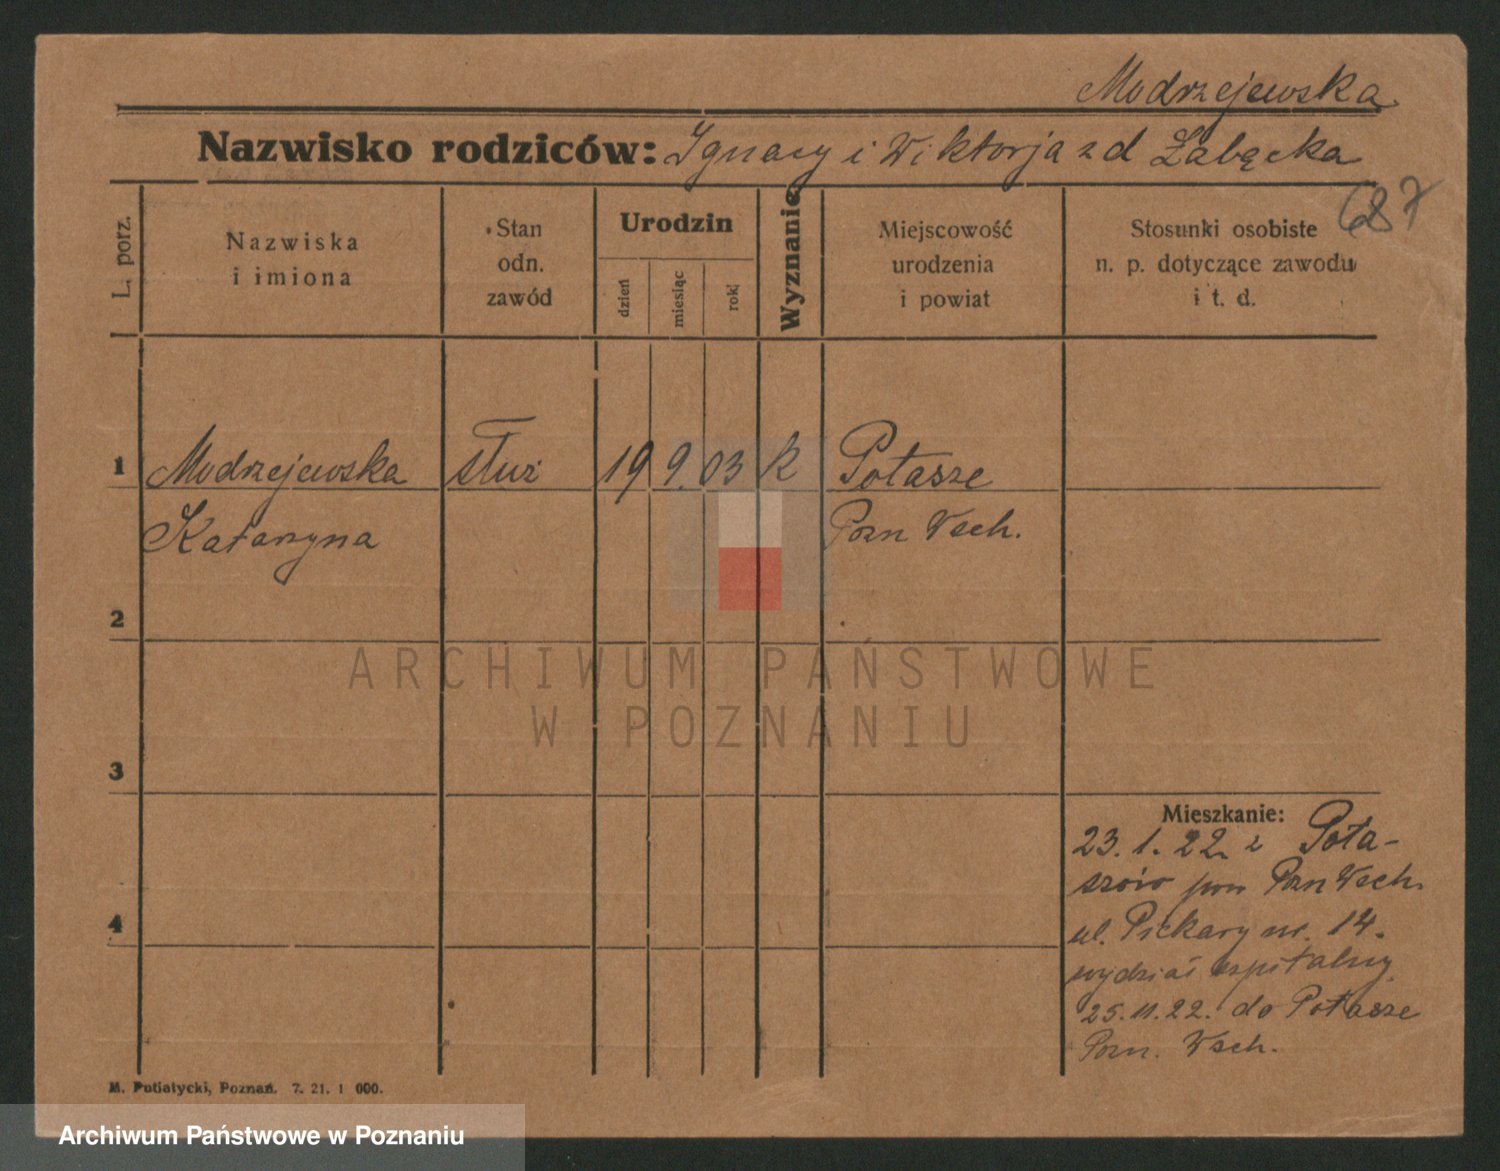 Modrzejewska
Nazwisko rodziców: Ignacy i Wiktorja z d Łabęcka
687
L. porz.
Nazwiska
i imiona
Stan
odn.
zawód
Urodzin
dzień
miesiąc
rok
Wyznanie
Miejscowość
urodzenia
i powiat
Stosunki osobiste
n. p. dotyczące zawodu
i t. d.
1 Modrzejewska służ 19 9. 03 k Potasze
Katarzyna Pozn Wsch.
2
ARCHIWUM PAŃSTWOWE
W POZNANIU
3
Mieszkanie:
23. 1. 22. z Pota-
szów pow Pozn Wsch.
ul. Piekary nr. 14.
wydział szpitalny
25. 11. 22. do Potasze
Pozn. Wsch.
4
M. Putiatycki, Poznań. 7. 21. 1 000.
Archiwum Państwowe w Poznaniu